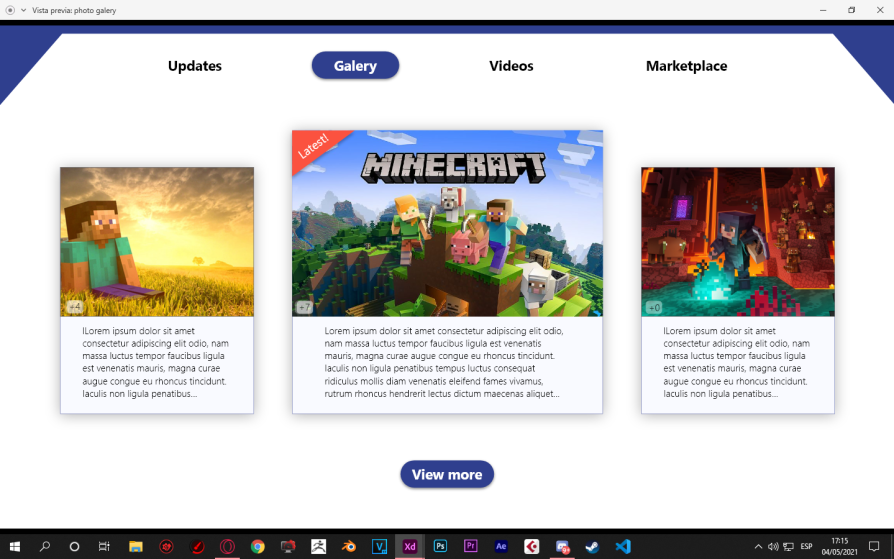 Vista previa: photo galery
Updates
Galery
Videos
Marketplace
Latest!
MINECRAFT
+4
+7
+0
lLorem ipsum dolor sit amet
consectetur adipiscing elit odio, nam
massa luctus tempor faucibus ligula
est venenatis mauris, magna curae
augue congue eu rhoncus tincidunt.
Iaculis non ligula penatibus...
Lorem ipsum dolor sit amet consectetur adipiscing elit odio,
nam massa luctus tempor faucibus ligula est venenatis
mauris, magna curae augue congue eu rhoncus tincidunt.
Iaculis non ligula penatibus tempus luctus consequat
ridiculus mollis diam venenatis eleifend fames vivamus,
rutrum rhoncus hendrerit lectus dictum maecenas aliquet...
lLorem ipsum dolor sit amet
consectetur adipiscing elit odio, nam
massa luctus tempor faucibus ligula
est venenatis mauris, magna curae
augue congue eu rhoncus tincidunt.
Iaculis non ligula penatibus...
View more
Xd
Ps
Pr
Ae
ESP
17:15
04/05/2021